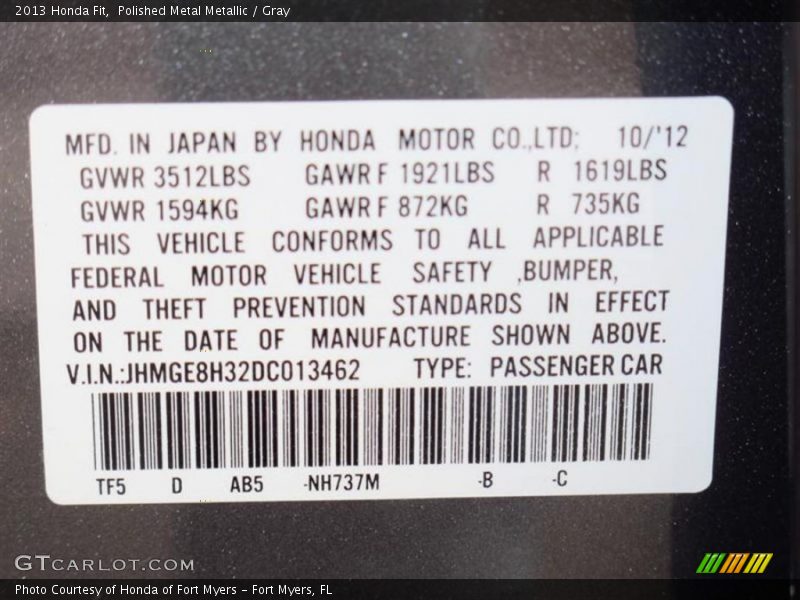 2013 Honda Fit,  Polished Metal Metallic / Gray
MFD. IN JAPAN BY HONDA MOTOR CO.,LTD; 10/'12
GVWR 3512LBS GAWR F 1921LBS R 1619LBS
GVWR 1594KG GAWR F 872KG R 735KG
THIS VEHICLE CONFORMS TO ALL APPLICABLE
FEDERAL MOTOR VEHICLE SAFETY ,BUMPER,
AND THEFT PREVENTION STANDARDS IN EFFECT
ON THE DATE OF MANUFACTURE SHOWN ABOVE.
V.I.N.:JHMGE8H32DC013462 TYPE: PASSENGER CAR
TF5 D AB5 -NH737M -B -C
GTCARLOT.COM
Photo Courtesy of Honda of Fort Myers – Fort Myers, FL